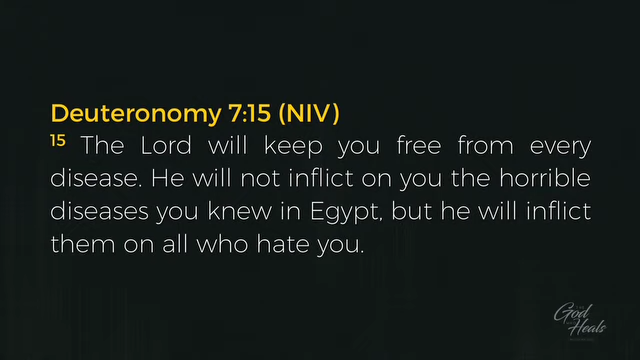 Deuteronomy 7:15 (NIV)
15 The Lord will keep you free from every
disease. He will not inflict on you the horrible
diseases you knew in Egypt, but he will inflict
them on all who hate you.
God
Heals